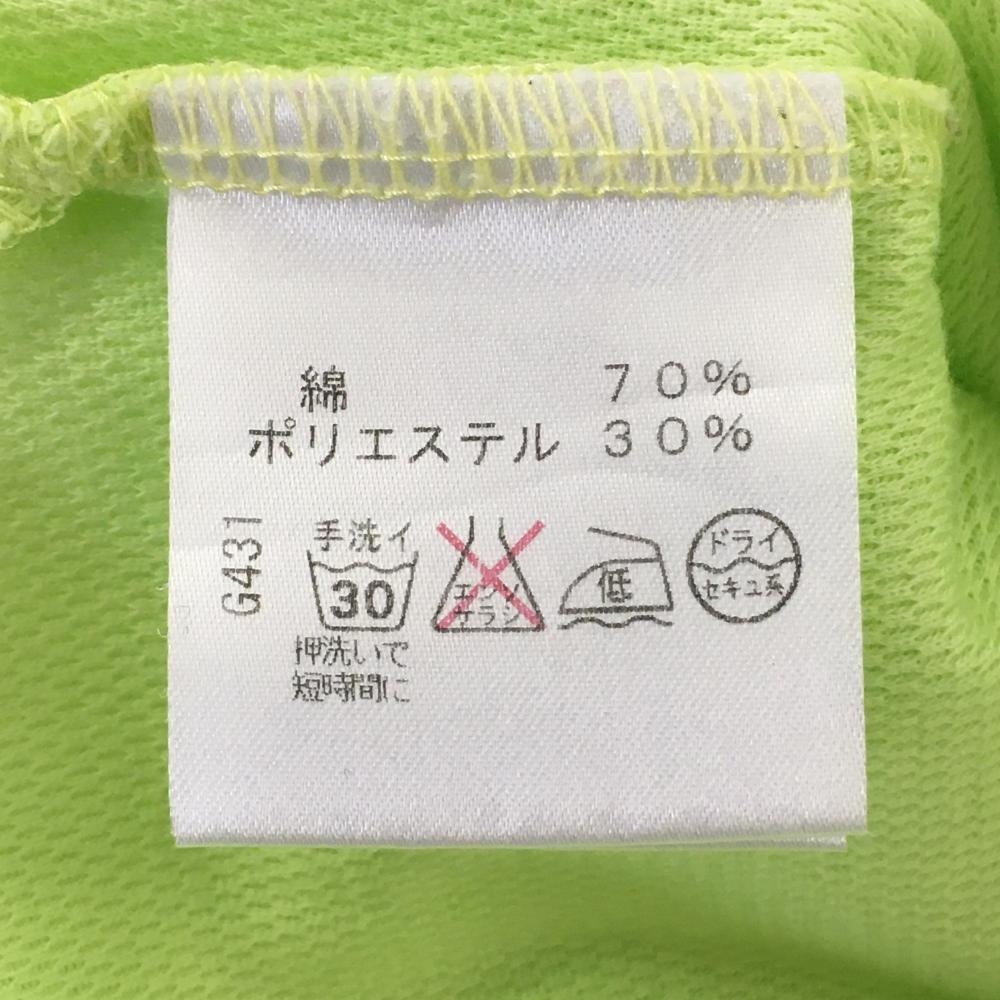 綿 70%
ポリエステル 30%
G431
手洗イ
30
押洗いで
短時間に
エンソ
サラシ
低
ドライ
セキユ系